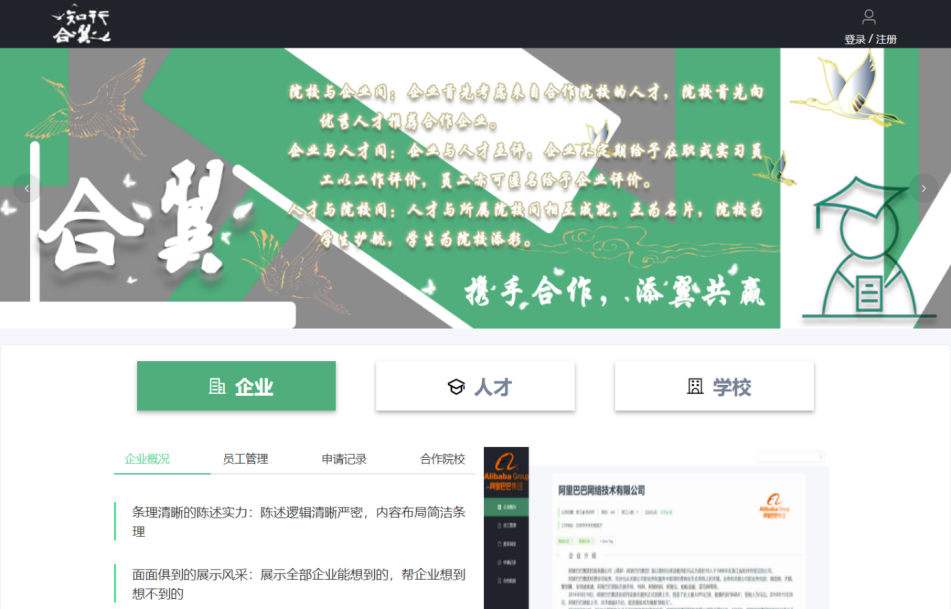 知行
合翼
登录 / 注册
院校与企业间：企业首先考虑来自合作院校的人才，院校首先向
优秀人才推荐合作企业。
企业与人才间：企业与人才互评，企业不定期给予在职或实习员
工以工作评价，员工亦可匿名给予企业评价。
人才与院校间：人才与所属院校间相互成就，互为名片，院校为
学生护航，学生为院校添彩。
合翼
携手合作，添翼共赢
企业
人才
学校
企业概况
员工管理
申请记录
合作院校
条理清晰的陈述实力：陈述逻辑清晰严密，内容布局简洁条
理
面面俱到的展示风采：展示全部企业能想到的，帮企业想到
想不到的
Alibaba Group
阿里巴巴网络技术有限公司
Alibaba Group
企业介绍